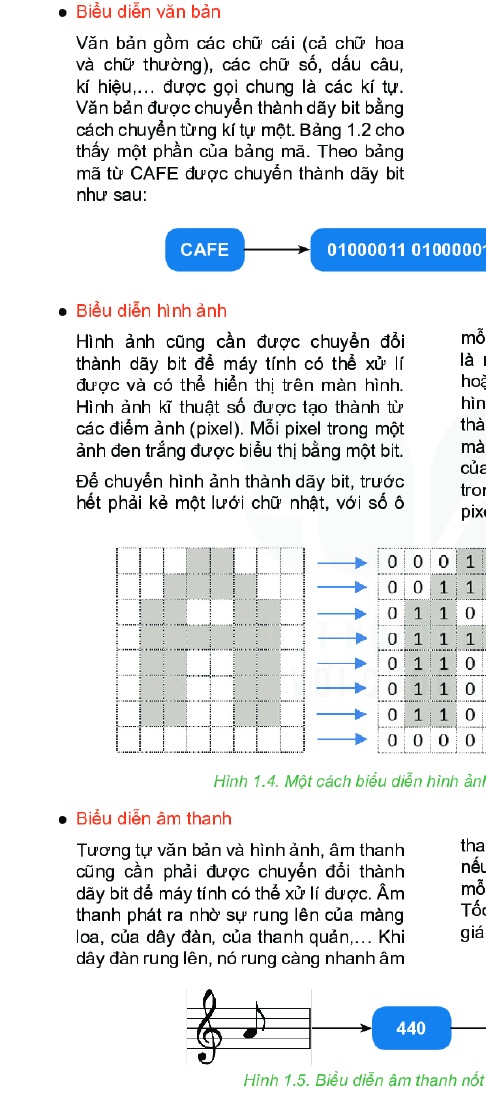 • Biểu diễn văn bản
Văn bản gồm các chữ cái (cả chữ hoa
và chữ thường), các chữ số, dấu câu,
kí hiệu,... được gọi chung là các kí tự.
Văn bản được chuyển thành dãy bit bằng
cách chuyển từng kí tự một. Bảng 1.2 cho
thấy một phần của bảng mã. Theo bảng
mã từ CAFE được chuyển thành dãy bit
như sau:
CAFE
01000011 0100000
• Biểu diễn hình ảnh
Hình ảnh cũng cần được chuyển đổi
thành dãy bit để máy tính có thể xử lí
được và có thể hiển thị trên màn hình.
Hình ảnh kĩ thuật số được tạo thành từ
các điểm ảnh (pixel). Mỗi pixel trong một
ảnh đen trắng được biểu thị bằng một bit.
Để chuyển hình ảnh thành dãy bit, trước
hết phải kẻ một lưới chữ nhật, với số ô
là
hìn
thà
của
0 0 0 1
0 0 1 1
0 1 1 0
0 1 1 1
0 1 1 0
0 1 1 0
0 1 1 0
0 0 0 0
Hình 1.4. Một cách biểu diễn hình ảnh
• Biểu diễn âm thanh
Tương tự văn bản và hình ảnh, âm thanh
cũng cần phải được chuyển đổi thành
dãy bit để máy tính có thể xử lí được. Âm
thanh phát ra nhờ sự rung lên của màng
loa, của dây đàn, của thanh quản,... Khi
dây đàn rung lên, nó rung càng nhanh âm
tha
giá
440
Hình 1.5. Biểu diễn âm thanh nốt